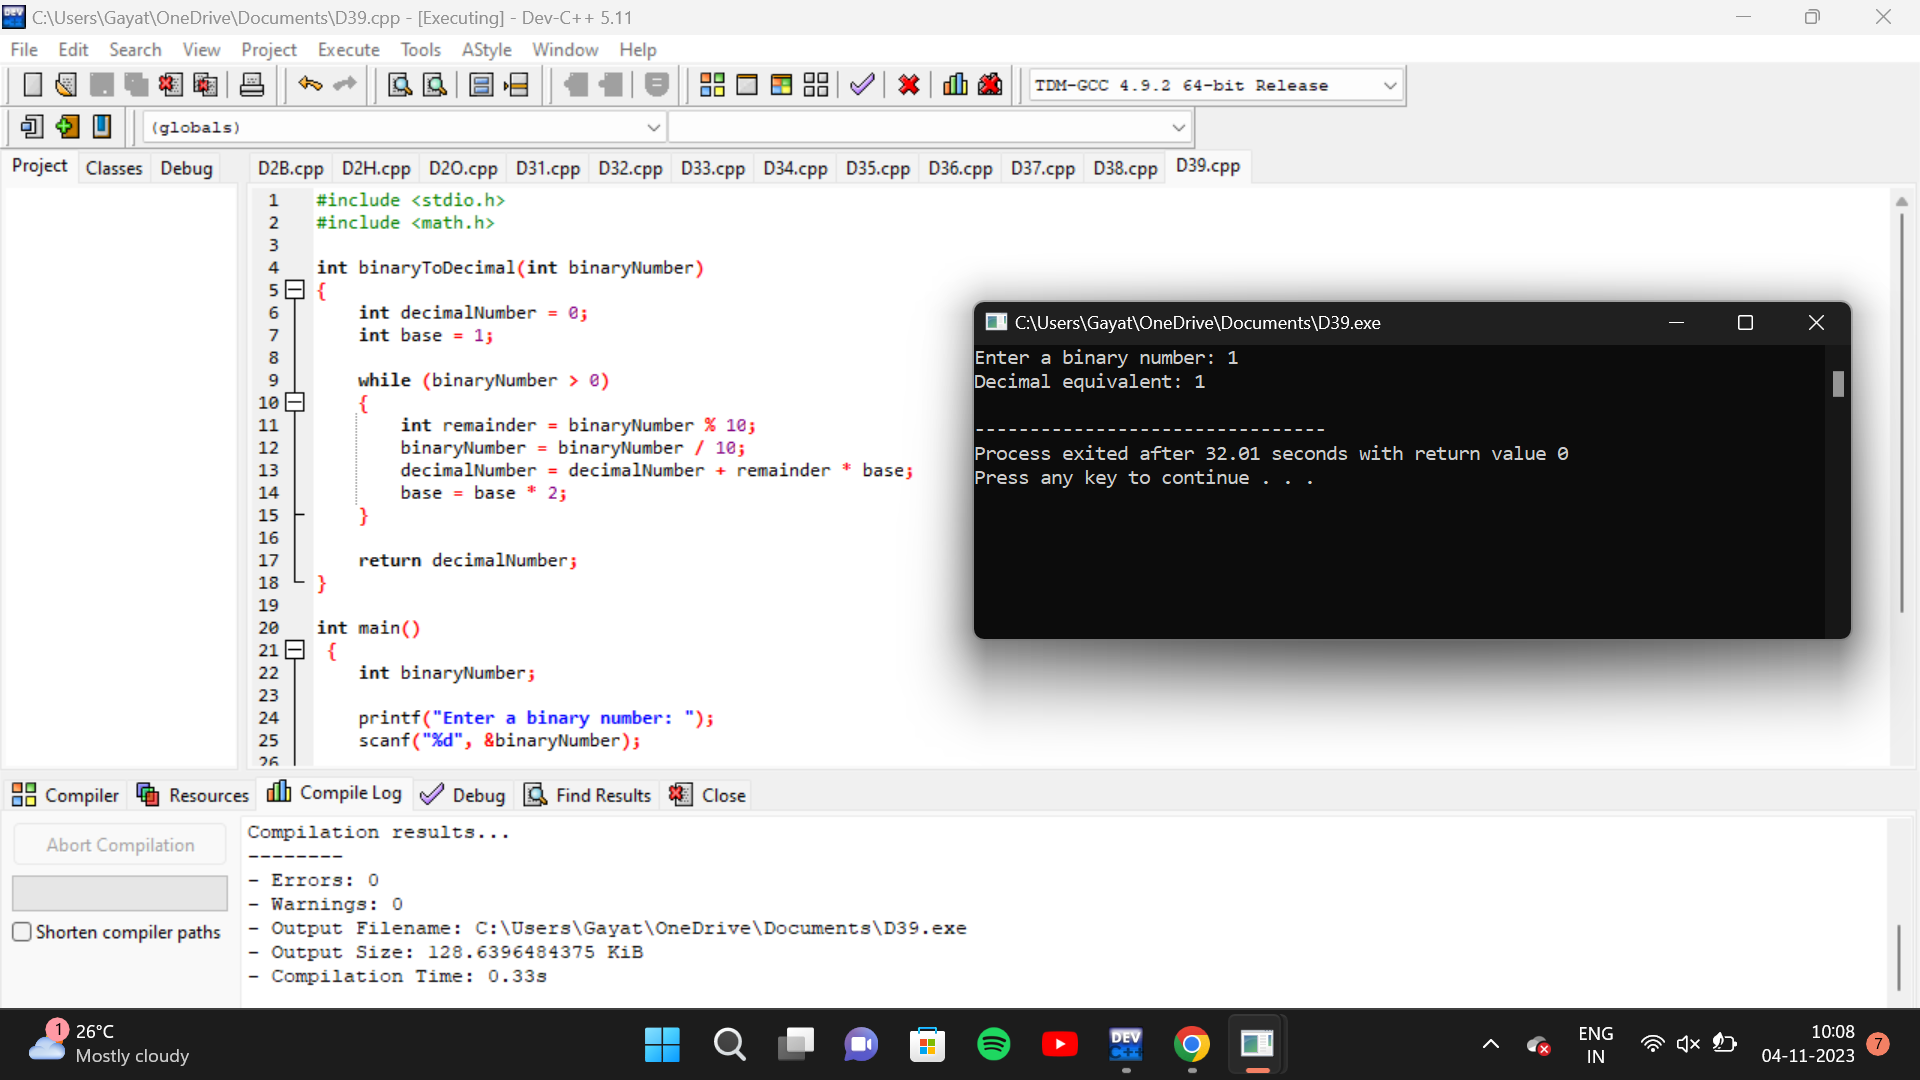 C:\Users\Gayat\OneDrive\Documents\D39.cpp - [Executing] - Dev-C++ 5.11
File Edit Search View Project Execute Tools AStyle Window Help
TDM-GCC 4.9.2 64-bit Release
(globals)
Project Classes Debug D2B.cpp D2H.cpp D2O.cpp D31.cpp D32.cpp D33.cpp D34.cpp D35.cpp D36.cpp D37.cpp D38.cpp D39.cpp
1 #include <stdio.h>
2 #include <math.h>
3
4 int binaryToDecimal(int binaryNumber)
5 {
6 int decimalNumber = 0;
7 int base = 1;
8
9 while (binaryNumber > 0)
10 {
11 int remainder = binaryNumber % 10;
12 binaryNumber = binaryNumber / 10;
13 decimalNumber = decimalNumber + remainder * base;
14 base = base * 2;
15 }
16
17 return decimalNumber;
18 }
19
20 int main()
21 {
22 int binaryNumber;
23
24 printf("Enter a binary number: ");
25 scanf("%d", &binaryNumber);
26
C:\Users\Gayat\OneDrive\Documents\D39.exe
Enter a binary number: 1
Decimal equivalent: 1
--------------------------------
Process exited after 32.01 seconds with return value 0
Press any key to continue . . .
Compiler Resources Compile Log Debug Find Results Close
Abort Compilation
Shorten compiler paths
Compilation results...
--------
- Errors: 0
- Warnings: 0
- Output Filename: C:\Users\Gayat\OneDrive\Documents\D39.exe
- Output Size: 128.6396484375 KiB
- Compilation Time: 0.33s
1
26°C
Mostly cloudy
DEV
C++
ENG
IN
10:08
04-11-2023
7